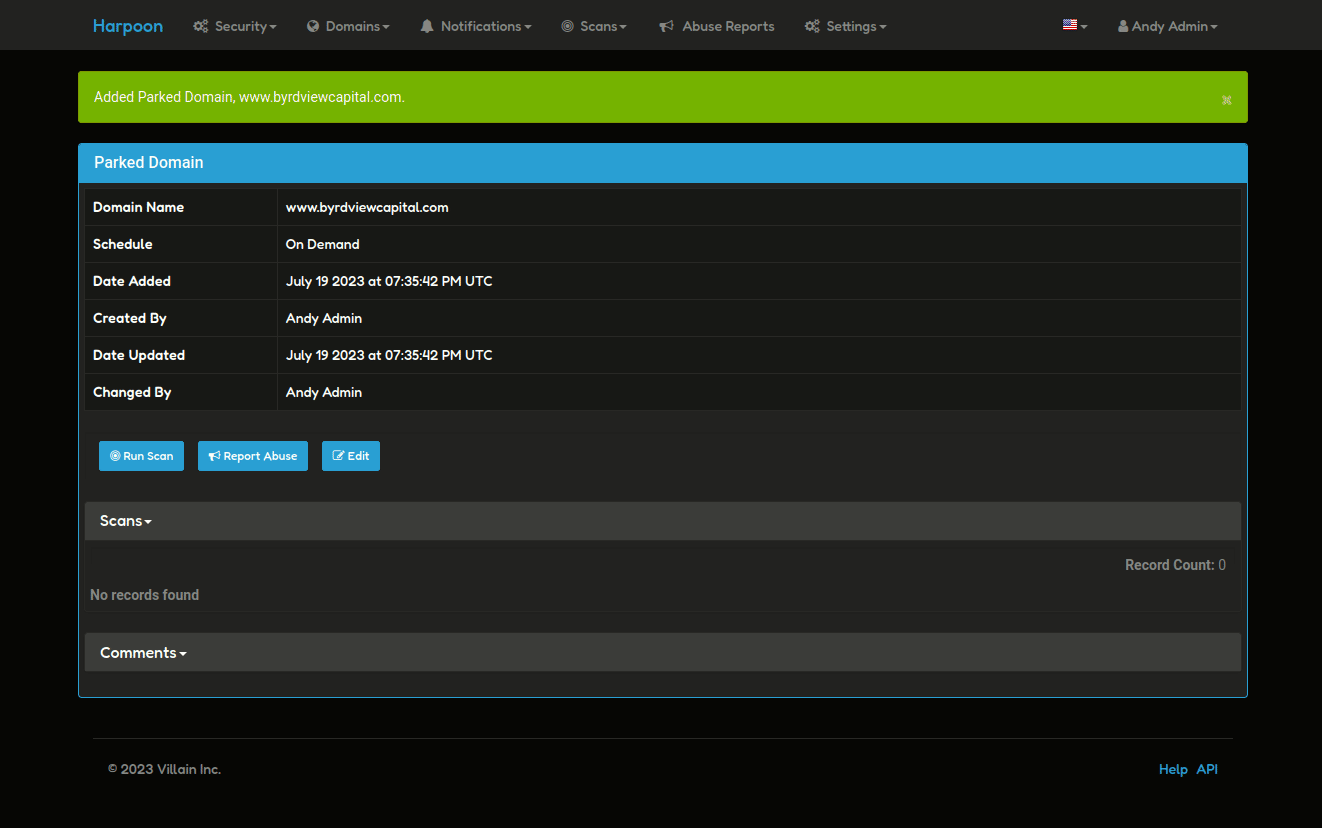 Harpoon Security Domains Notifications Scans Abuse Reports Settings Andy Admin
Added Parked Domain, www.byrdviewcapital.com.
Parked Domain
Domain Name www.byrdviewcapital.com
Schedule On Demand
Date Added July 19 2023 at 07:35:42 PM UTC
Created By Andy Admin
Date Updated July 19 2023 at 07:35:42 PM UTC
Changed By Andy Admin
Run Scan Report Abuse Edit
Scans
Record Count: 0
No records found
Comments
© 2023 Villain Inc. Help API